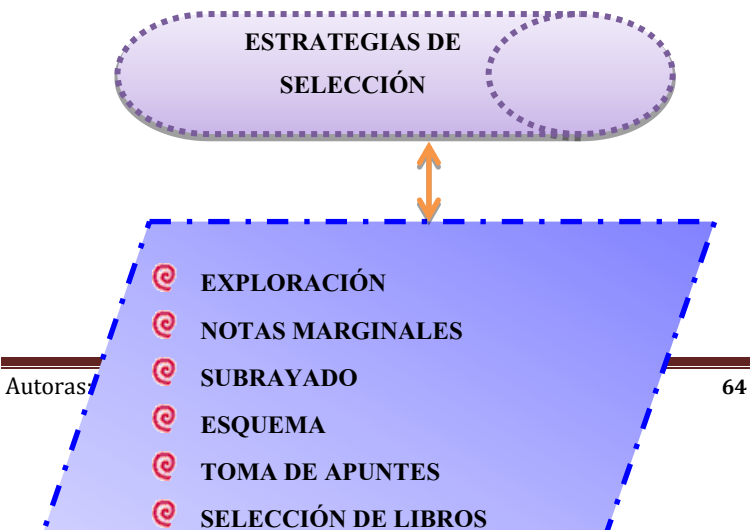 ESTRATEGIAS DE
SELECCIÓN
EXPLORACIÓN
NOTAS MARGINALES
SUBRAYADO
Autoras:
64
ESQUEMA
TOMA DE APUNTES
SELECCIÓN DE LIBROS